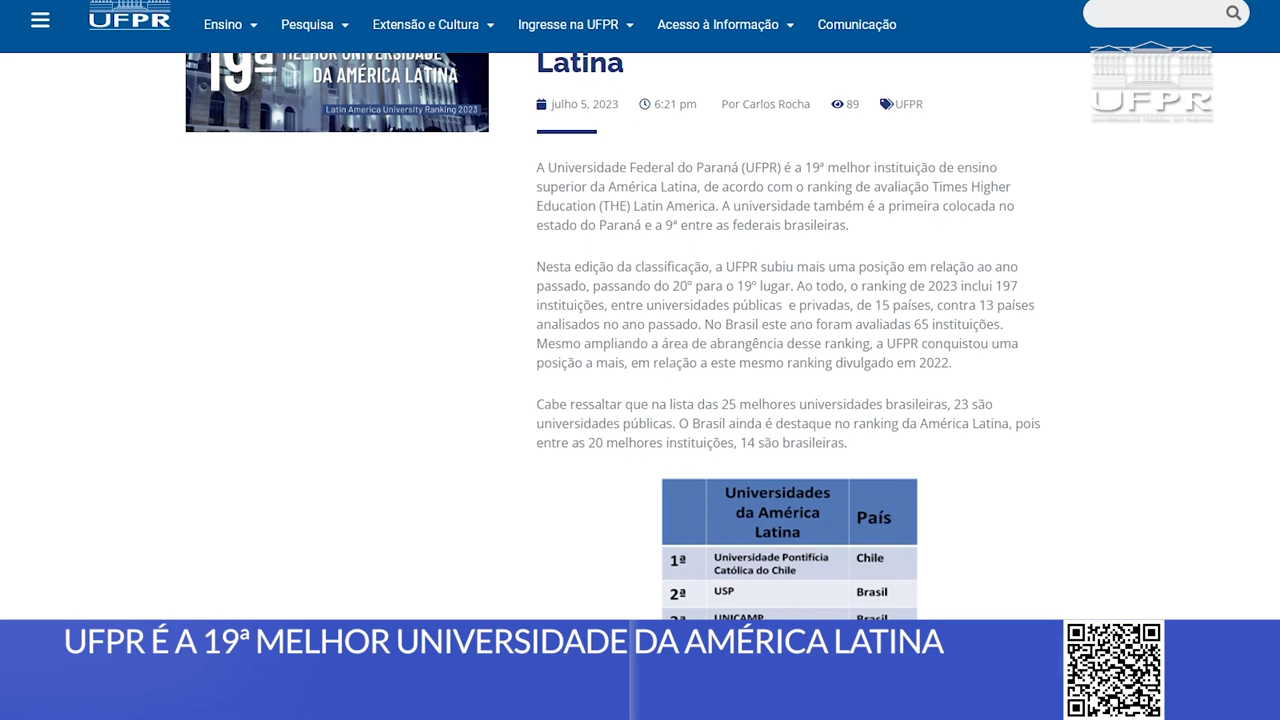 UFPR
Ensino
Pesquisa
Extensão e Cultura
Ingresse na UFPR
Acesso à Informação
Comunicação
19ª
MELHOR UNIVERSIDADE
DA AMÉRICA LATINA
Latin America University Ranking 2023
Latina
julho 5, 2023
6:21 pm
Por Carlos Rocha
89
UFPR
UFPR
UNIVERSIDADE FEDERAL DO PARANÁ
A Universidade Federal do Paraná (UFPR) é a 19ª melhor instituição de ensino
superior da América Latina, de acordo com o ranking de avaliação Times Higher
Education (THE) Latin America. A universidade também é a primeira colocada no
estado do Paraná e a 9ª entre as federais brasileiras.
Nesta edição da classificação, a UFPR subiu mais uma posição em relação ao ano
passado, passando do 20º para o 19º lugar. Ao todo, o ranking de 2023 inclui 197
instituições, entre universidades públicas  e privadas, de 15 países, contra 13 países
analisados no ano passado. No Brasil este ano foram avaliadas 65 instituições.
Mesmo ampliando a área de abrangência desse ranking, a UFPR conquistou uma
posição a mais, em relação a este mesmo ranking divulgado em 2022.
Cabe ressaltar que na lista das 25 melhores universidades brasileiras, 23 são
universidades públicas. O Brasil ainda é destaque no ranking da América Latina, pois
entre as 20 melhores instituições, 14 são brasileiras.
Universidades
da América
Latina
País
1ª
Universidade Pontifícia
Católica do Chile
Chile
2ª
USP
Brasil
3ª
UNICAMP
Brasil
UFPR É A 19ª MELHOR UNIVERSIDADE DA AMÉRICA LATINA